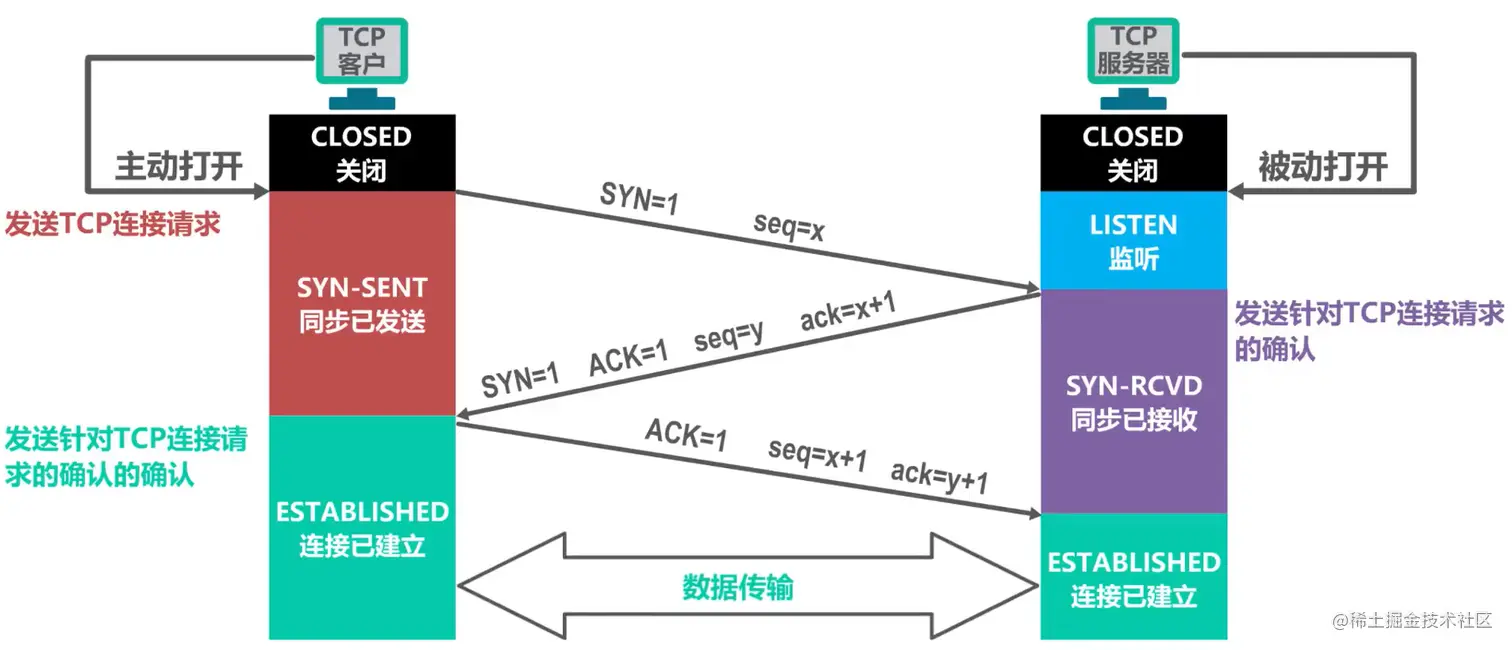 TCP
客户
TCP
服务器
CLOSED
关闭
CLOSED
关闭
主动打开
被动打开
发送TCP连接请求
SYN=1 seq=x
LISTEN
监听
SYN-SENT
同步已发送
SYN=1 ACK=1 seq=y ack=x+1
发送针对TCP连接请求
的确认
SYN-RCVD
同步已接收
发送针对TCP连接请
求的确认的确认
ACK=1 seq=x+1 ack=y+1
ESTABLISHED
连接已建立
数据传输
ESTABLISHED
连接已建立
@稀土掘金技术社区